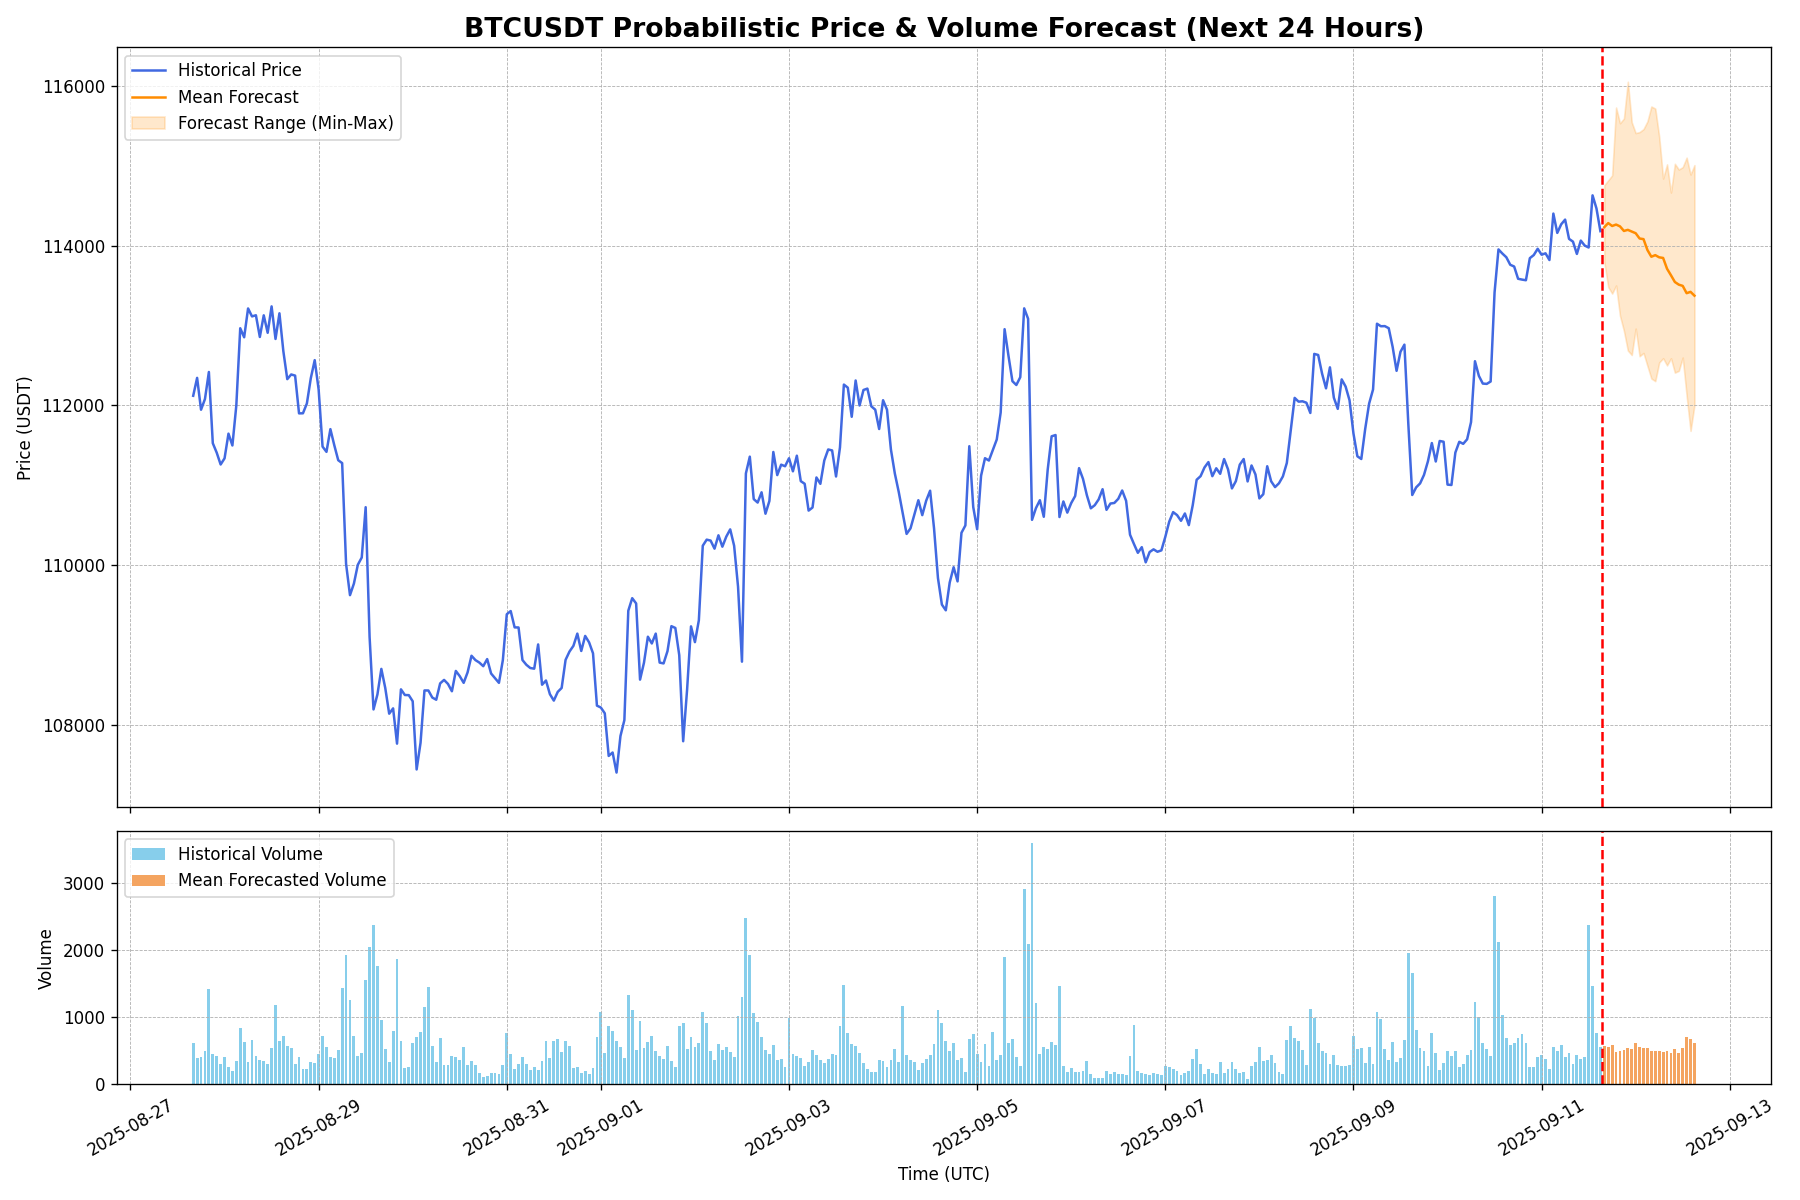 BTCUSDT Probabilistic Price & Volume Forecast (Next 24 Hours)
Historical Price
Mean Forecast
Forecast Range (Min-Max)
116000
114000
112000
110000
108000
Price (USDT)
Historical Volume
Mean Forecasted Volume
3000
2000
1000
0
Volume
2025-08-27
2025-08-29
2025-08-31
2025-09-01
2025-09-03
2025-09-05
2025-09-07
2025-09-09
2025-09-11
2025-09-13
Time (UTC)